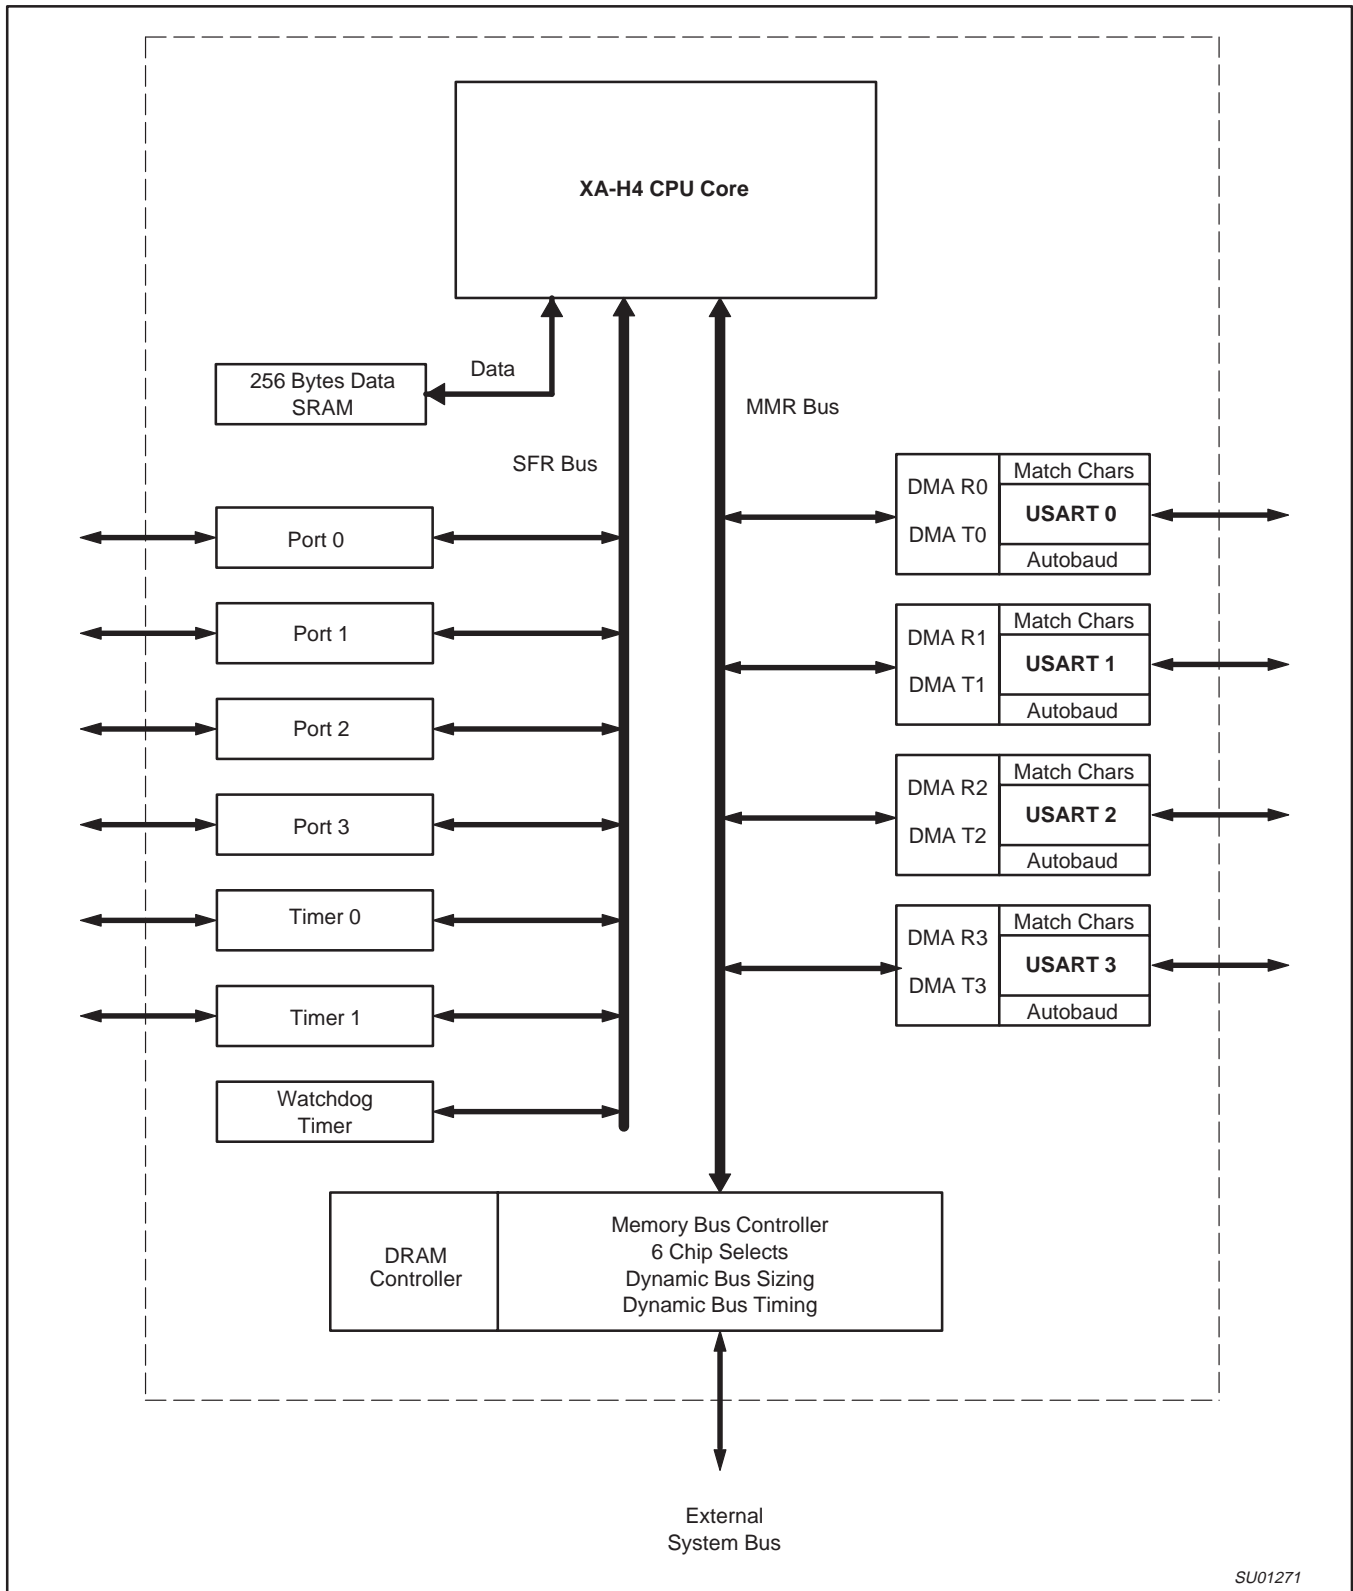 XA-H4 CPU Core
256 Bytes Data
SRAM
Data
MMR Bus
SFR Bus
Port 0
Port 1
Port 2
Port 3
Timer 0
Timer 1
Watchdog
Timer
DMA R0
DMA T0
Match Chars
USART 0
Autobaud
DMA R1
DMA T1
Match Chars
USART 1
Autobaud
DMA R2
DMA T2
Match Chars
USART 2
Autobaud
DMA R3
DMA T3
Match Chars
USART 3
Autobaud
DRAM
Controller
Memory Bus Controller
6 Chip Selects
Dynamic Bus Sizing
Dynamic Bus Timing
External
System Bus
SU01271